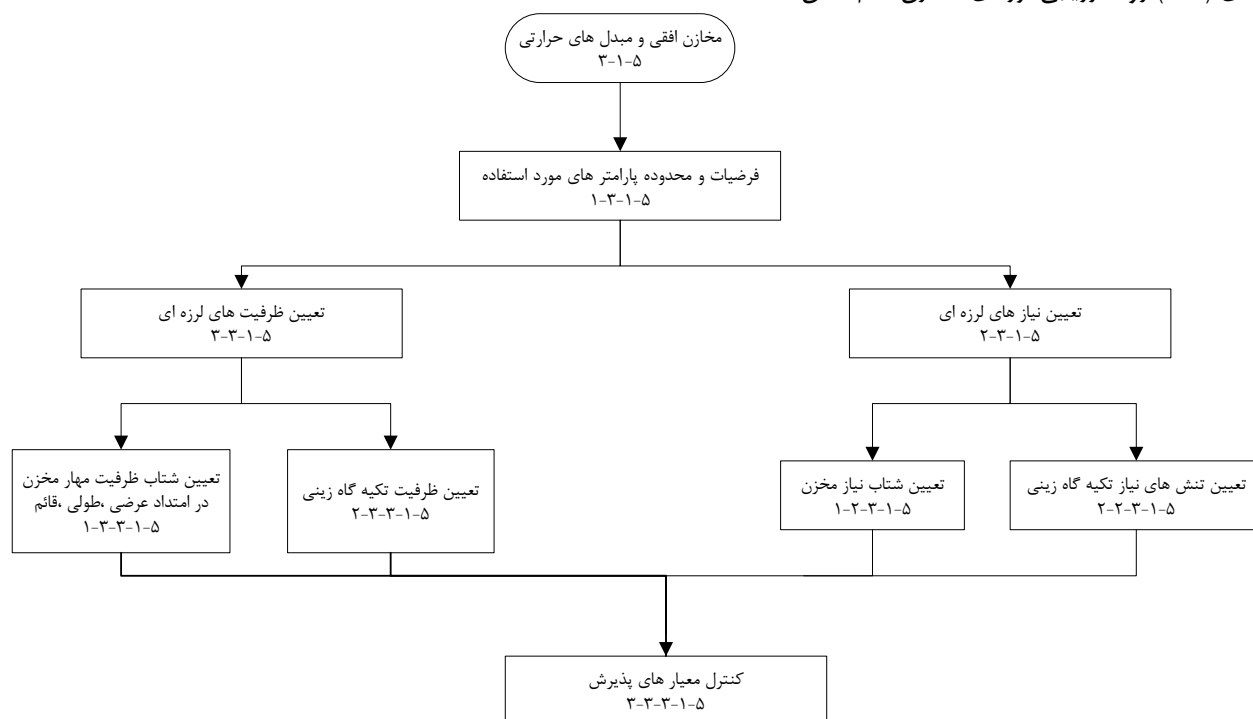 مخازن افقی و مبدل های حرارتی
۳-۱-۵
فرضیات و محدوده پارامتر های مورد استفاده
۱-۳-۱-۵
تعیین نیاز های لرزه ای
۲-۳-۱-۵
تعیین ظرفیت های لرزه ای
۳-۳-۱-۵
تعیین تنش های نیاز تکیه گاه زینی
۲-۲-۳-۱-۵
تعیین شتاب نیاز مخزن
۱-۲-۳-۱-۵
تعیین ظرفیت تکیه گاه زینی
۲-۳-۳-۱-۵
تعیین شتاب ظرفیت مهار مخزن
در امتداد عرضی ،طولی ،قائم
۱-۳-۳-۱-۵
کنترل معیار های پذیرش
۳-۳-۳-۱-۵